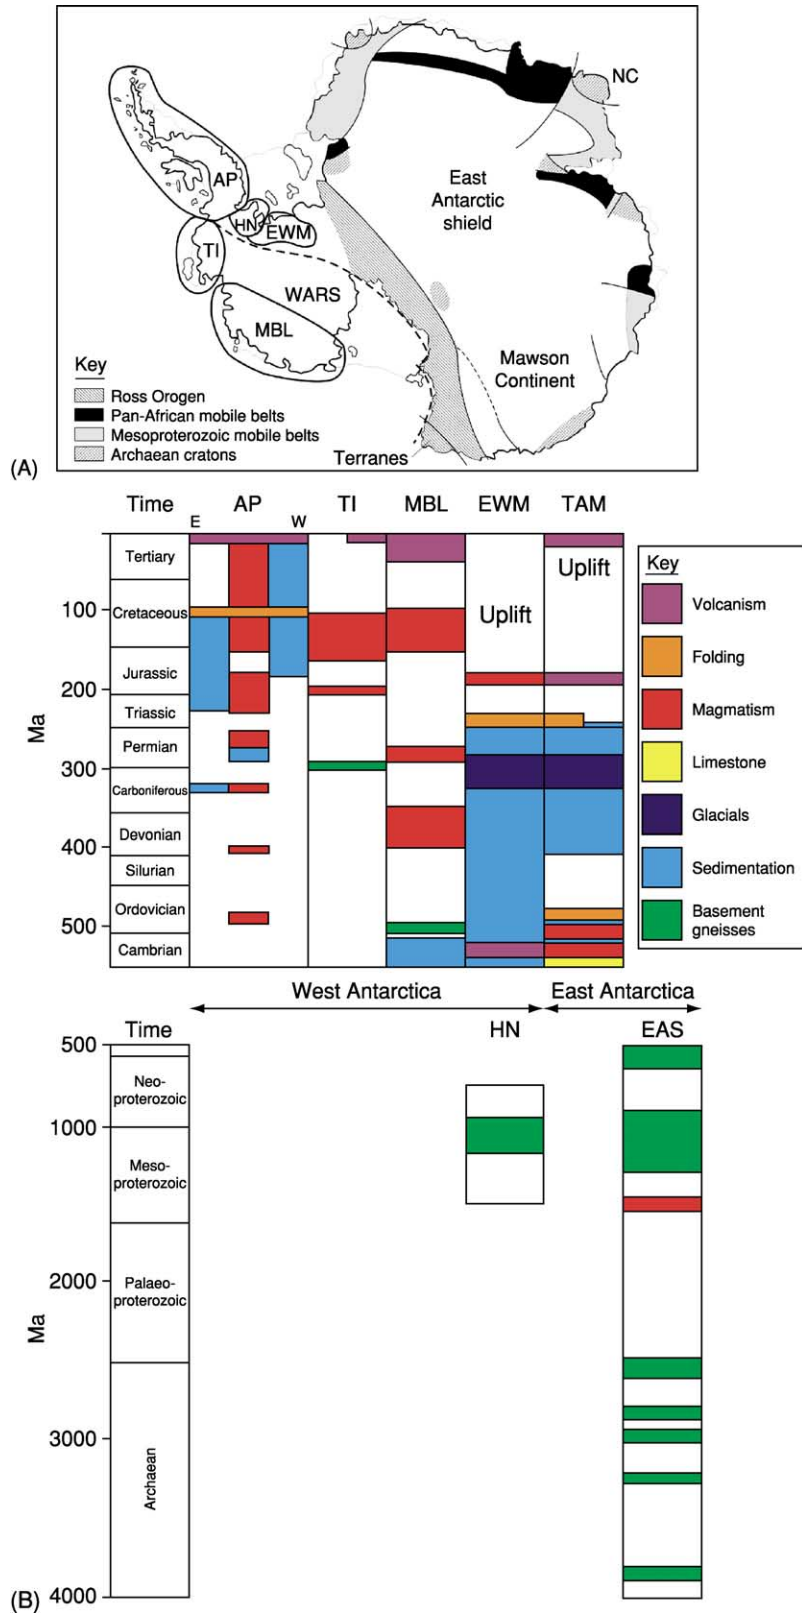 NC
AP
East
Antarctic
shield
HN
EWM
TI
WARS
MBL
Mawson
Continent
Key
Ross Orogen
Pan-African mobile belts
Mesoproterozoic mobile belts
Archaean cratons
Terranes
(A)
Time AP TI MBL EWM TAM
E W
Tertiary
Uplift
Key
Volcanism
100
Cretaceous
Uplift
Folding
Jurassic
200
Triassic
Magmatism
Ma
Permian
Limestone
300
Carboniferous
Glacials
Devonian
400
Silurian
Sedimentation
Ordovician
500
Basement
gneisses
Cambrian
West Antarctica East Antarctica
Time HN EAS
500
Neo-
proterozoic
1000
Meso-
proterozoic
2000
Palaeo-
proterozoic
Ma
3000
Archaean
4000
(B)